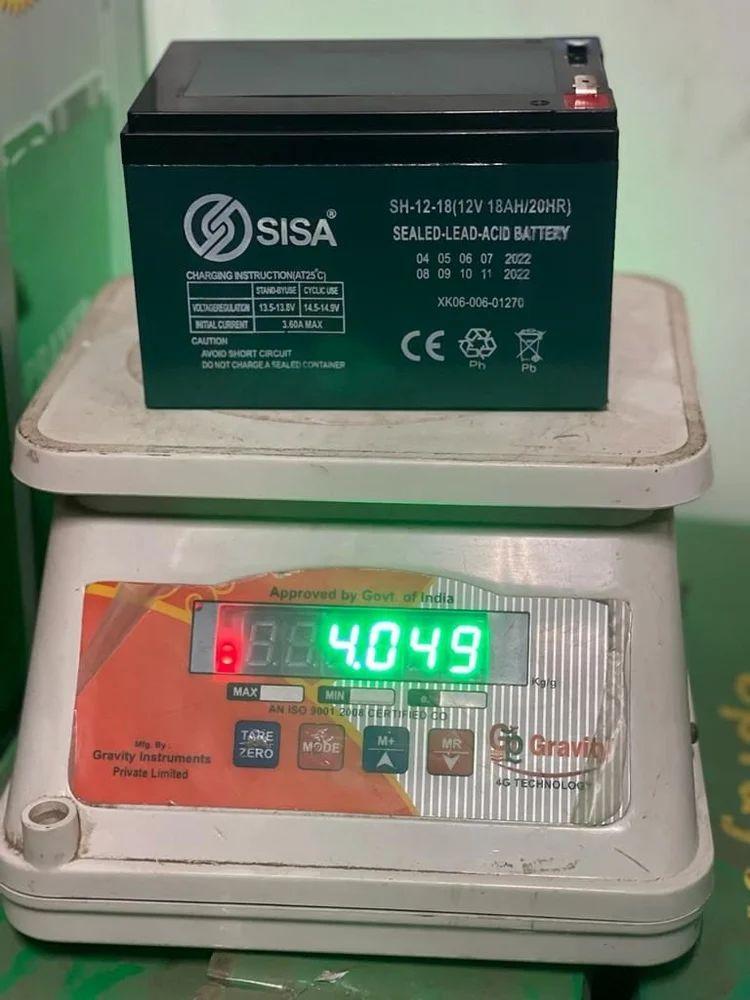 SISA®
SH-12-18(12V 18AH/20HR)
SEALED-LEAD-ACID BATTERY
04 05 06 07 2022
08 09 10 11 2022
XK06-006-01270
CHARGING INSTRUCTION(AT25°C)
STAND-BYUSE CYCLIC USE
VOLTAGEREGULATION 13.5-13.8V 14.5-14.9V
INITIAL CURRENT 3.60A MAX
CAUTION
AVOID SHORT CIRCUIT
DO NOT CHARGE A SEALED CONTAINER
CE
Pb
Pb
Approved by Govt. of India
4.049
Kg/g
MAX MIN e.
AN ISO 9001 2008 CERTIFIED CO
TARE
ZERO
MODE
M+
MR
Mfg. By :
Gravity Instruments
Private Limited
Gravity
4G TECHNOLOGY